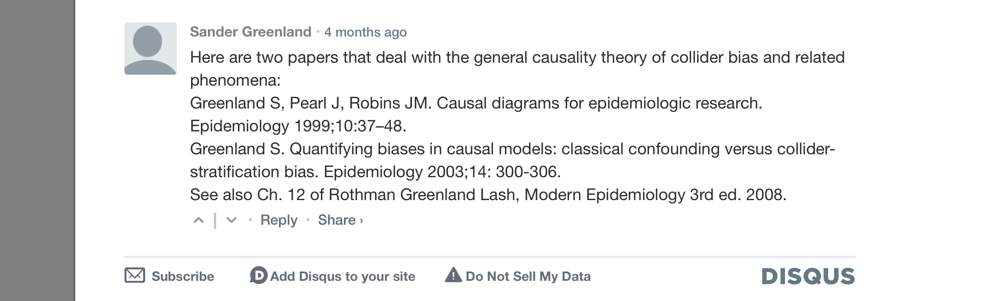 Sander Greenland • 4 months ago
Here are two papers that deal with the general causality theory of collider bias and related
phenomena:
Greenland S, Pearl J, Robins JM. Causal diagrams for epidemiologic research.
Epidemiology 1999;10:37–48.
Greenland S. Quantifying biases in causal models: classical confounding versus collider-
stratification bias. Epidemiology 2003;14: 300-306.
See also Ch. 12 of Rothman Greenland Lash, Modern Epidemiology 3rd ed. 2008.
• Reply • Share ›
Subscribe D Add Disqus to your site Do Not Sell My Data DISQUS